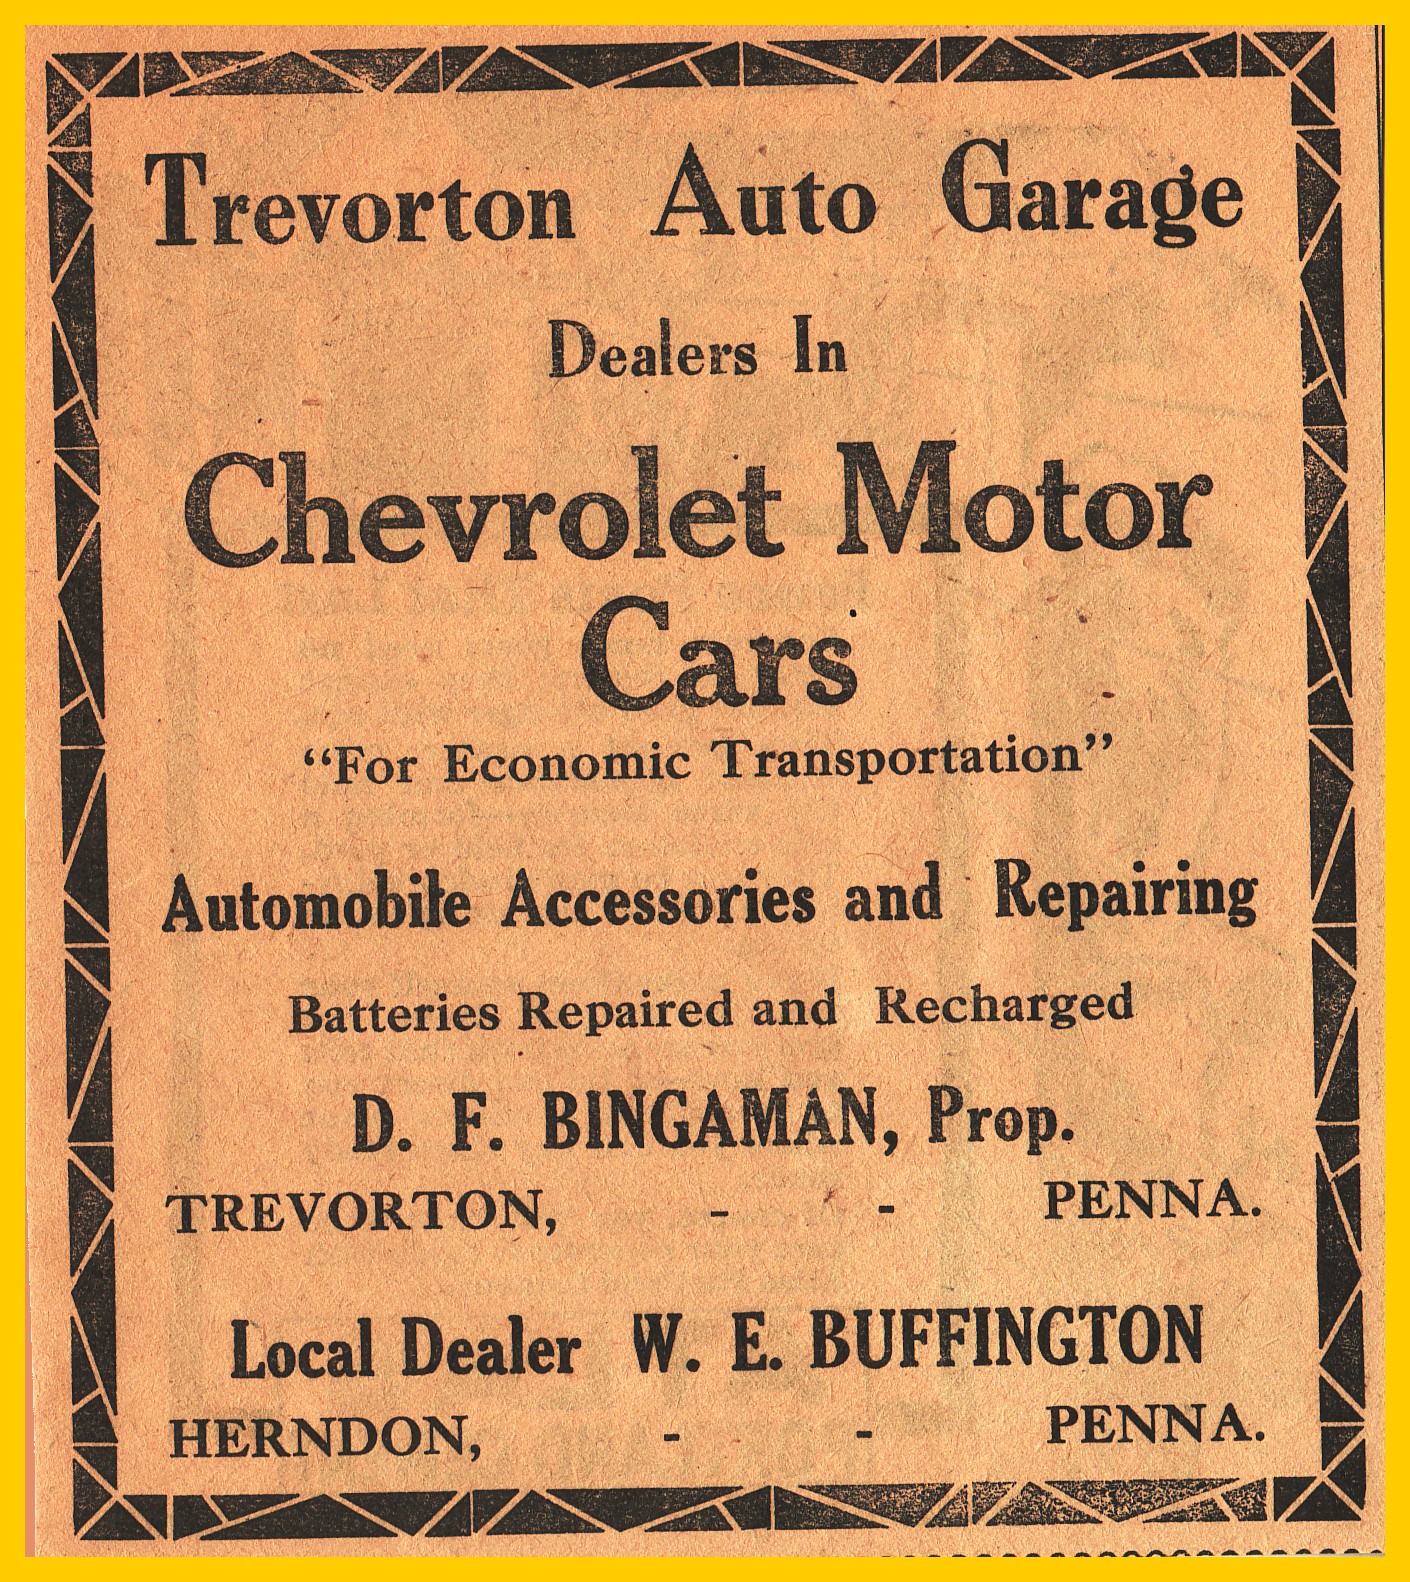 Trevorton Auto Garage
Dealers In
Chevrolet Motor
Cars
“For Economic Transportation”
Automobile Accessories and Repairing
Batteries Repaired and Recharged
D. F. BINGAMAN, Prop.
TREVORTON, - - PENNA.
Local Dealer W. E. BUFFINGTON
HERNDON, - - PENNA.